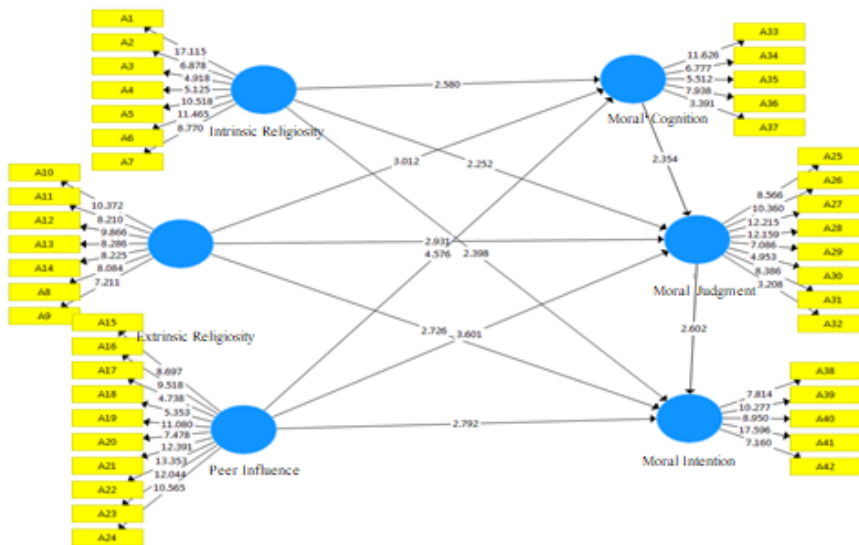 A1
A2
A3
A4
A5
A6
A7
17.115
6.878
4.918
5.125
10.518
11.465
8.770
Intrinsic Religiosity
A33
A34
A35
A36
A37
11.626
6.777
5.512
7.938
3.391
Moral Cognition
2.580
3.012
2.252
2.354
A10
A11
A12
A13
A14
A8
A9
10.372
8.210
9.866
8.286
8.225
8.084
7.211
Extrinsic Religiosity
2.931
4.576
2.398
A25
A26
A27
A28
A29
A30
A31
A32
8.566
10.360
12.215
12.159
7.086
4.953
8.386
3.208
Moral Judgment
2.726
3.601
2.602
A15
A16
A17
A18
A19
A20
A21
A22
A23
A24
8.697
9.518
4.738
5.353
11.080
7.478
12.391
13.353
12.044
10.565
Peer Influence
2.792
A38
A39
A40
A41
A42
7.814
10.277
8.950
17.596
7.160
Moral Intention